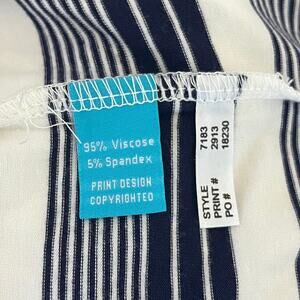 95% Viscose
5% Spandex
PRINT DESIGN
COPYRIGHTED
STYLE 7183
PRINT # 2913
PO # 18230